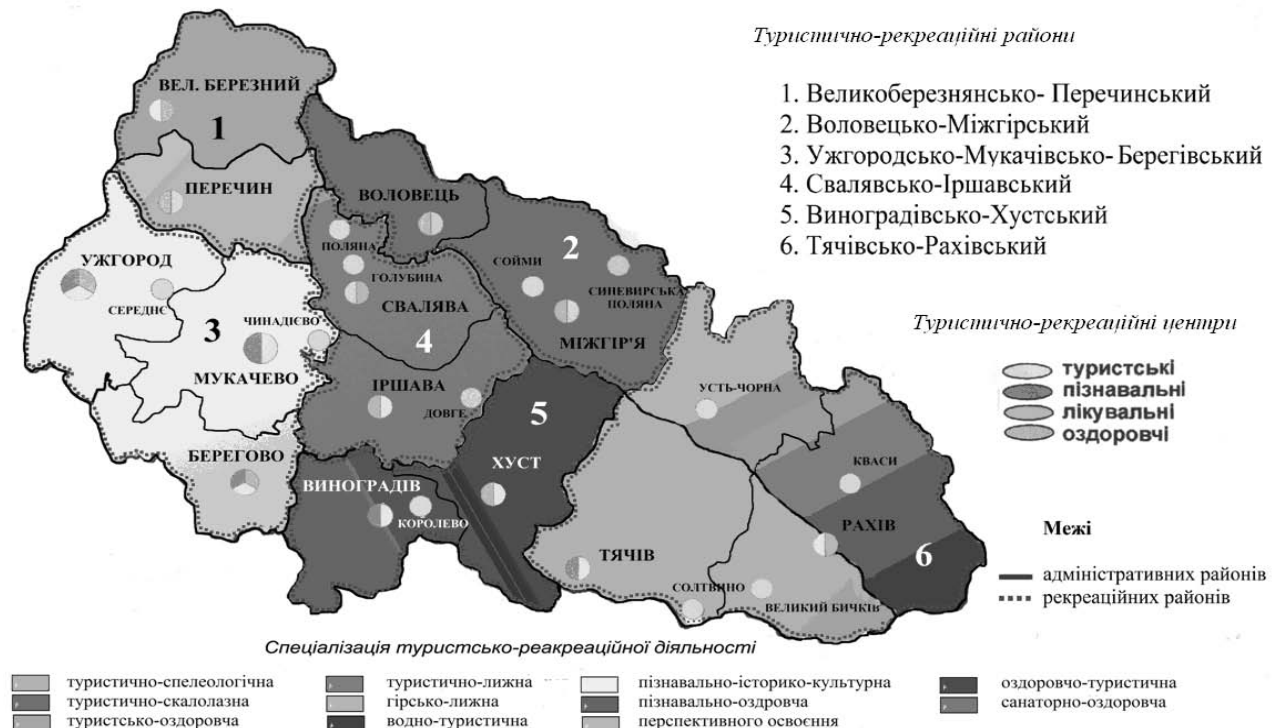 Туристично-рекреаційні райони
1. Великоберезнянсько- Перечинський
2. Воловецько-Міжгірський
3. Ужгородсько-Мукачівсько-Берегівський
4. Свалявсько-Іршавський
5. Виноградівсько-Хустський
6. Тячівсько-Рахівський
ВЕЛ. БЕРЕЗНИЙ
1
ПЕРЕЧИН
ВОЛОВЕЦЬ
ПОЛЯНА
ГОЛУБИНА
СВАЛЯВА
4
2
СОЙМИ
СИНЕВИРСЬКА
ПОЛЯНА
МІЖГІР'Я
УЖГОРОД
СЕРЕДНЄ
3
ЧИНАДІЄВО
МУКАЧЕВО
ІРШАВА
ДОВГЕ
БЕРЕГОВО
5
ХУСТ
ВИНОГРАДІВ
КОРОЛЕВО
УСТЬ-ЧОРНА
КВАСИ
РАХІВ
6
ТЯЧІВ
СОЛТВИНО
ВЕЛИКИЙ БИЧКІВ
Туристично-рекреаційні центри
туристські
пізнавальні
лікувальні
оздоровчі
Межі
адміністративних районів
рекреаційних районів
Спеціалізація туристсько-реакреаційної діяльності
туристично-спелеологічна
туристично-скалолазна
туристсько-оздоровча
туристично-лижна
гірсько-лижна
водно-туристична
пізнавально-історико-культурна
пізнавально-оздровча
перспективного освоєння
оздоровчо-туристична
санаторно-оздоровча